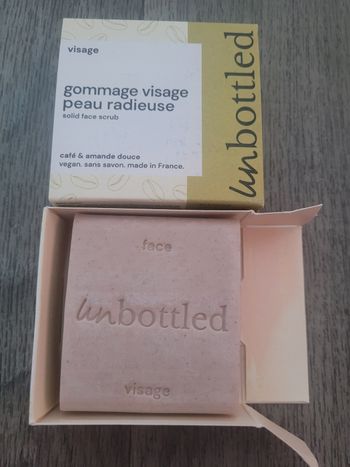 visage
gommage visage
peau radieuse
solid face scrub
café & amande douce
vegan. sans savon. made in France.
unbottled
face
unbottled
visage